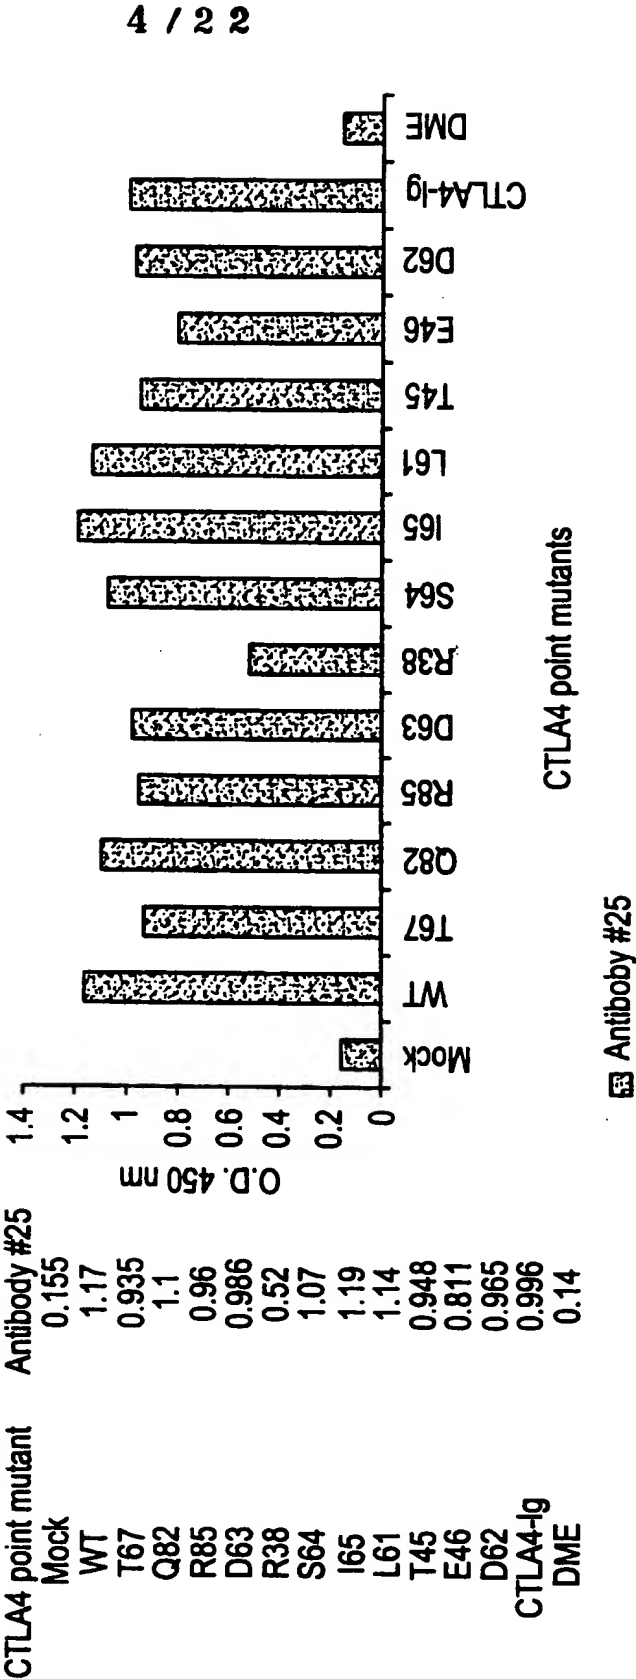 4 / 2 2
CTLA4 point mutant Antibody #25
Mock 0.155
WT 1.17
T67 0.935
Q82 1.1
R85 0.96
D63 0.986
R38 0.52
S64 1.07
I65 1.19
L61 1.14
T45 0.948
E46 0.811
D62 0.965
CTLA4-Ig 0.996
DME 0.14
O.D. 450 nm
1.4
1.2
1
0.8
0.6
0.4
0.2
0
Mock WT T67 Q82 R85 D63 R38 S64 I65 L61 T45 E46 D62 CTLA4-Ig DME
CTLA4 point mutants
Antiboby #25